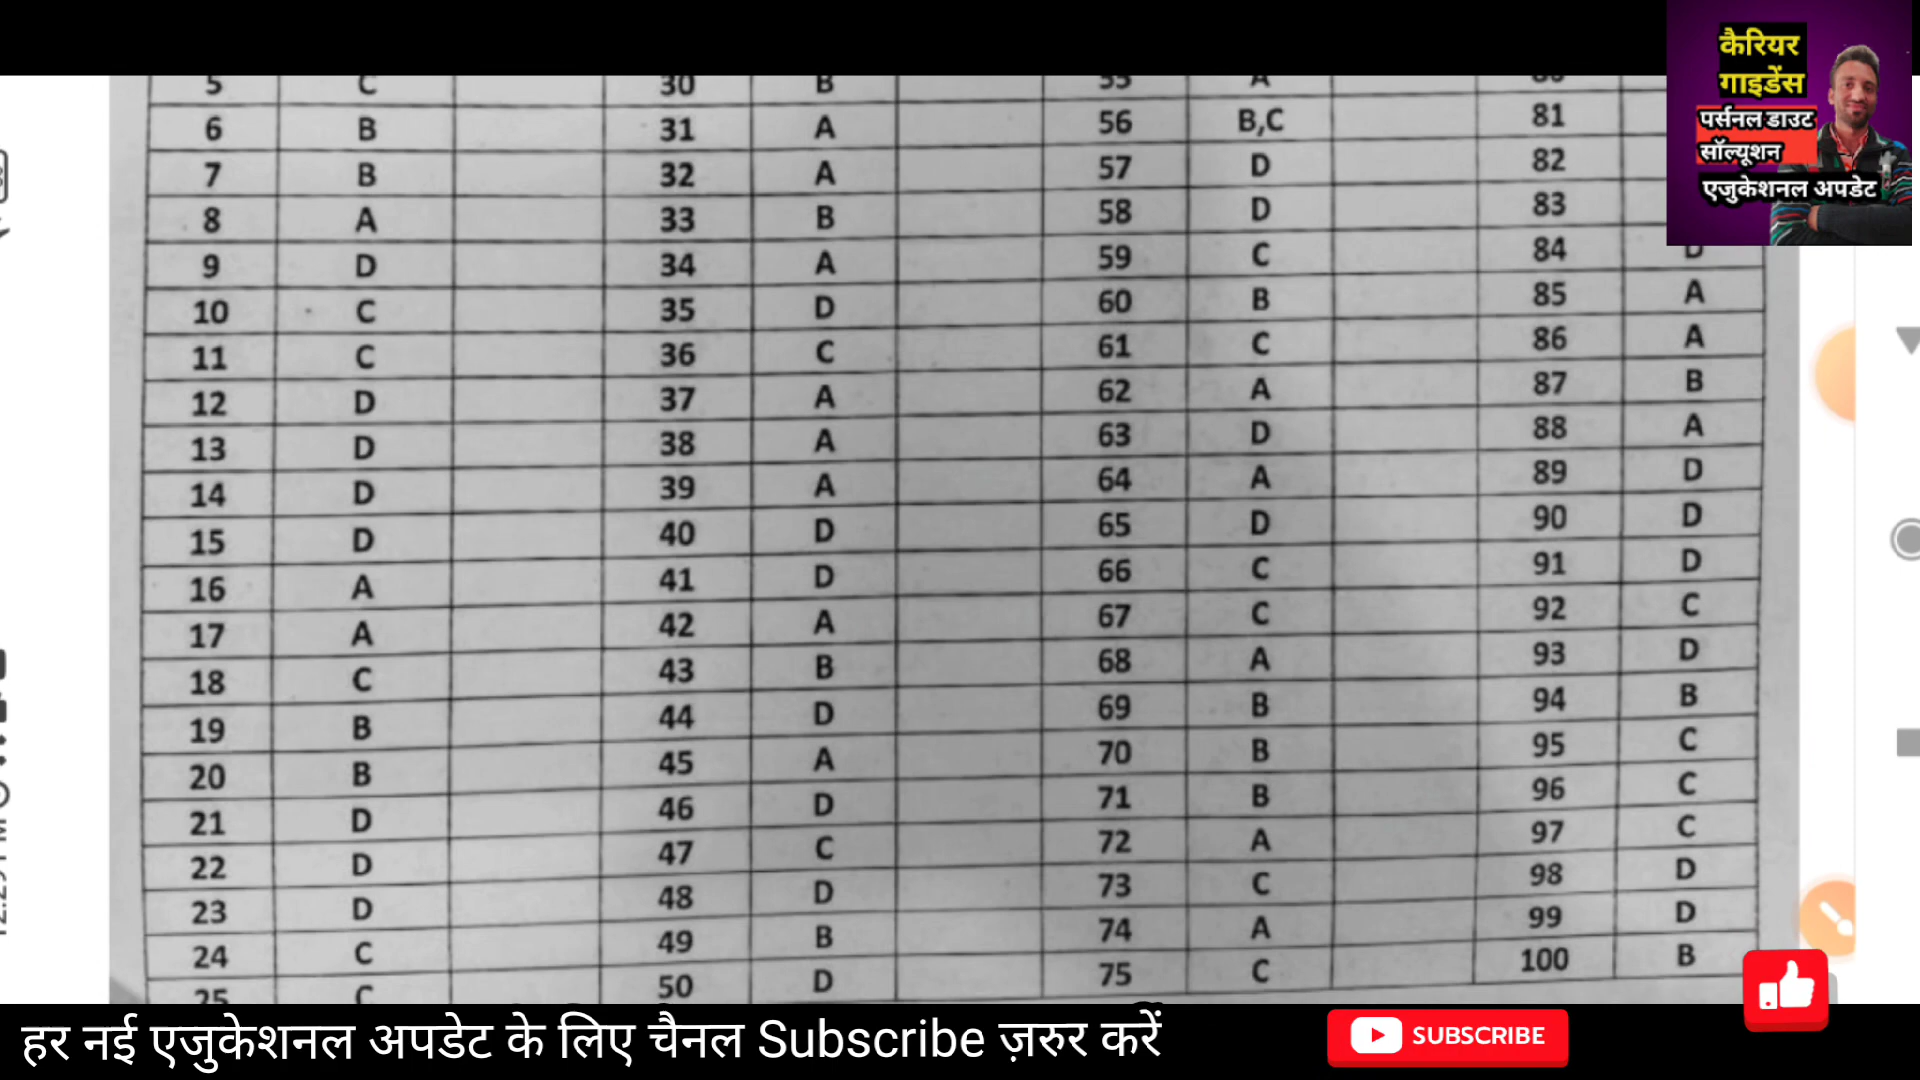 कैरियर
गाइडेंस
पर्सनल डाउट
सॉल्यूशन
एजुकेशनल अपडेट
5 C 30 B 55 A
6 B 31 A 56 B,C 81
7 B 32 A 57 D 82
8 A 33 B 58 D 83
9 D 34 A 59 C 84 D
10 C 35 D 60 B 85 A
11 C 36 C 61 C 86 A
12 D 37 A 62 A 87 B
13 D 38 A 63 D 88 A
14 D 39 A 64 A 89 D
15 D 40 D 65 D 90 D
16 A 41 D 66 C 91 D
17 A 42 A 67 C 92 C
18 C 43 B 68 A 93 D
19 B 44 D 69 B 94 B
20 B 45 A 70 B 95 C
21 D 46 D 71 B 96 C
22 D 47 C 72 A 97 C
23 D 48 D 73 C 98 D
24 C 49 B 74 A 99 D
25 C 50 D 75 C 100 B
हर नई एजुकेशनल अपडेट के लिए चैनल Subscribe ज़रुर करें
SUBSCRIBE